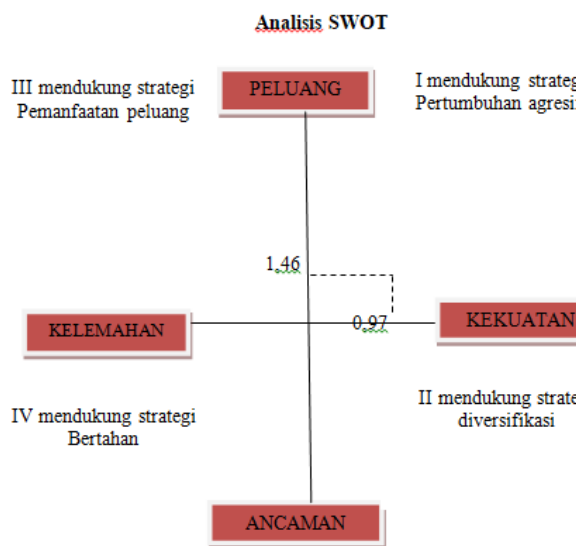 Analisis SWOT
III mendukung strategi
Pemanfaatan peluang
PELUANG
I mendukung strateg
Pertumbuhan agresi
1.46
KELEMAHAN
0.97
KEKUATAN
IV mendukung strategi
Bertahan
II mendukung strate
diversifikasi
ANCAMAN